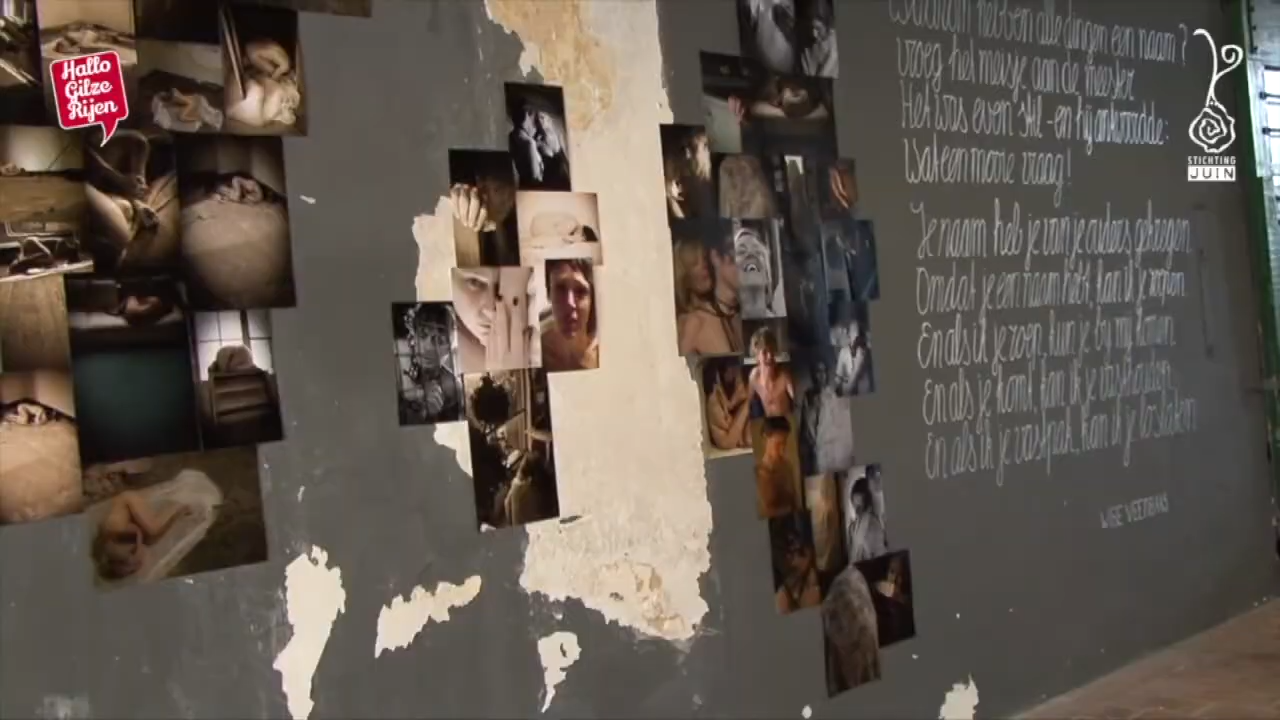 Hallo
Gilze
Rijen
STICHTING
JUIN
Waarom hebben alle dingen een naam?
Vroeg het meisje aan de meester
Het was even stil - en hij antwoordde:
Wat een mooie vraag!
Je naam heb je van je ouders gekregen
Omdat je een naam hebt, kan ik je roepen
En als ik je roep, kun je bij mij komen
En als je komt, kan ik je vasthouden
En als ik je vastpak, kan ik je loslaten